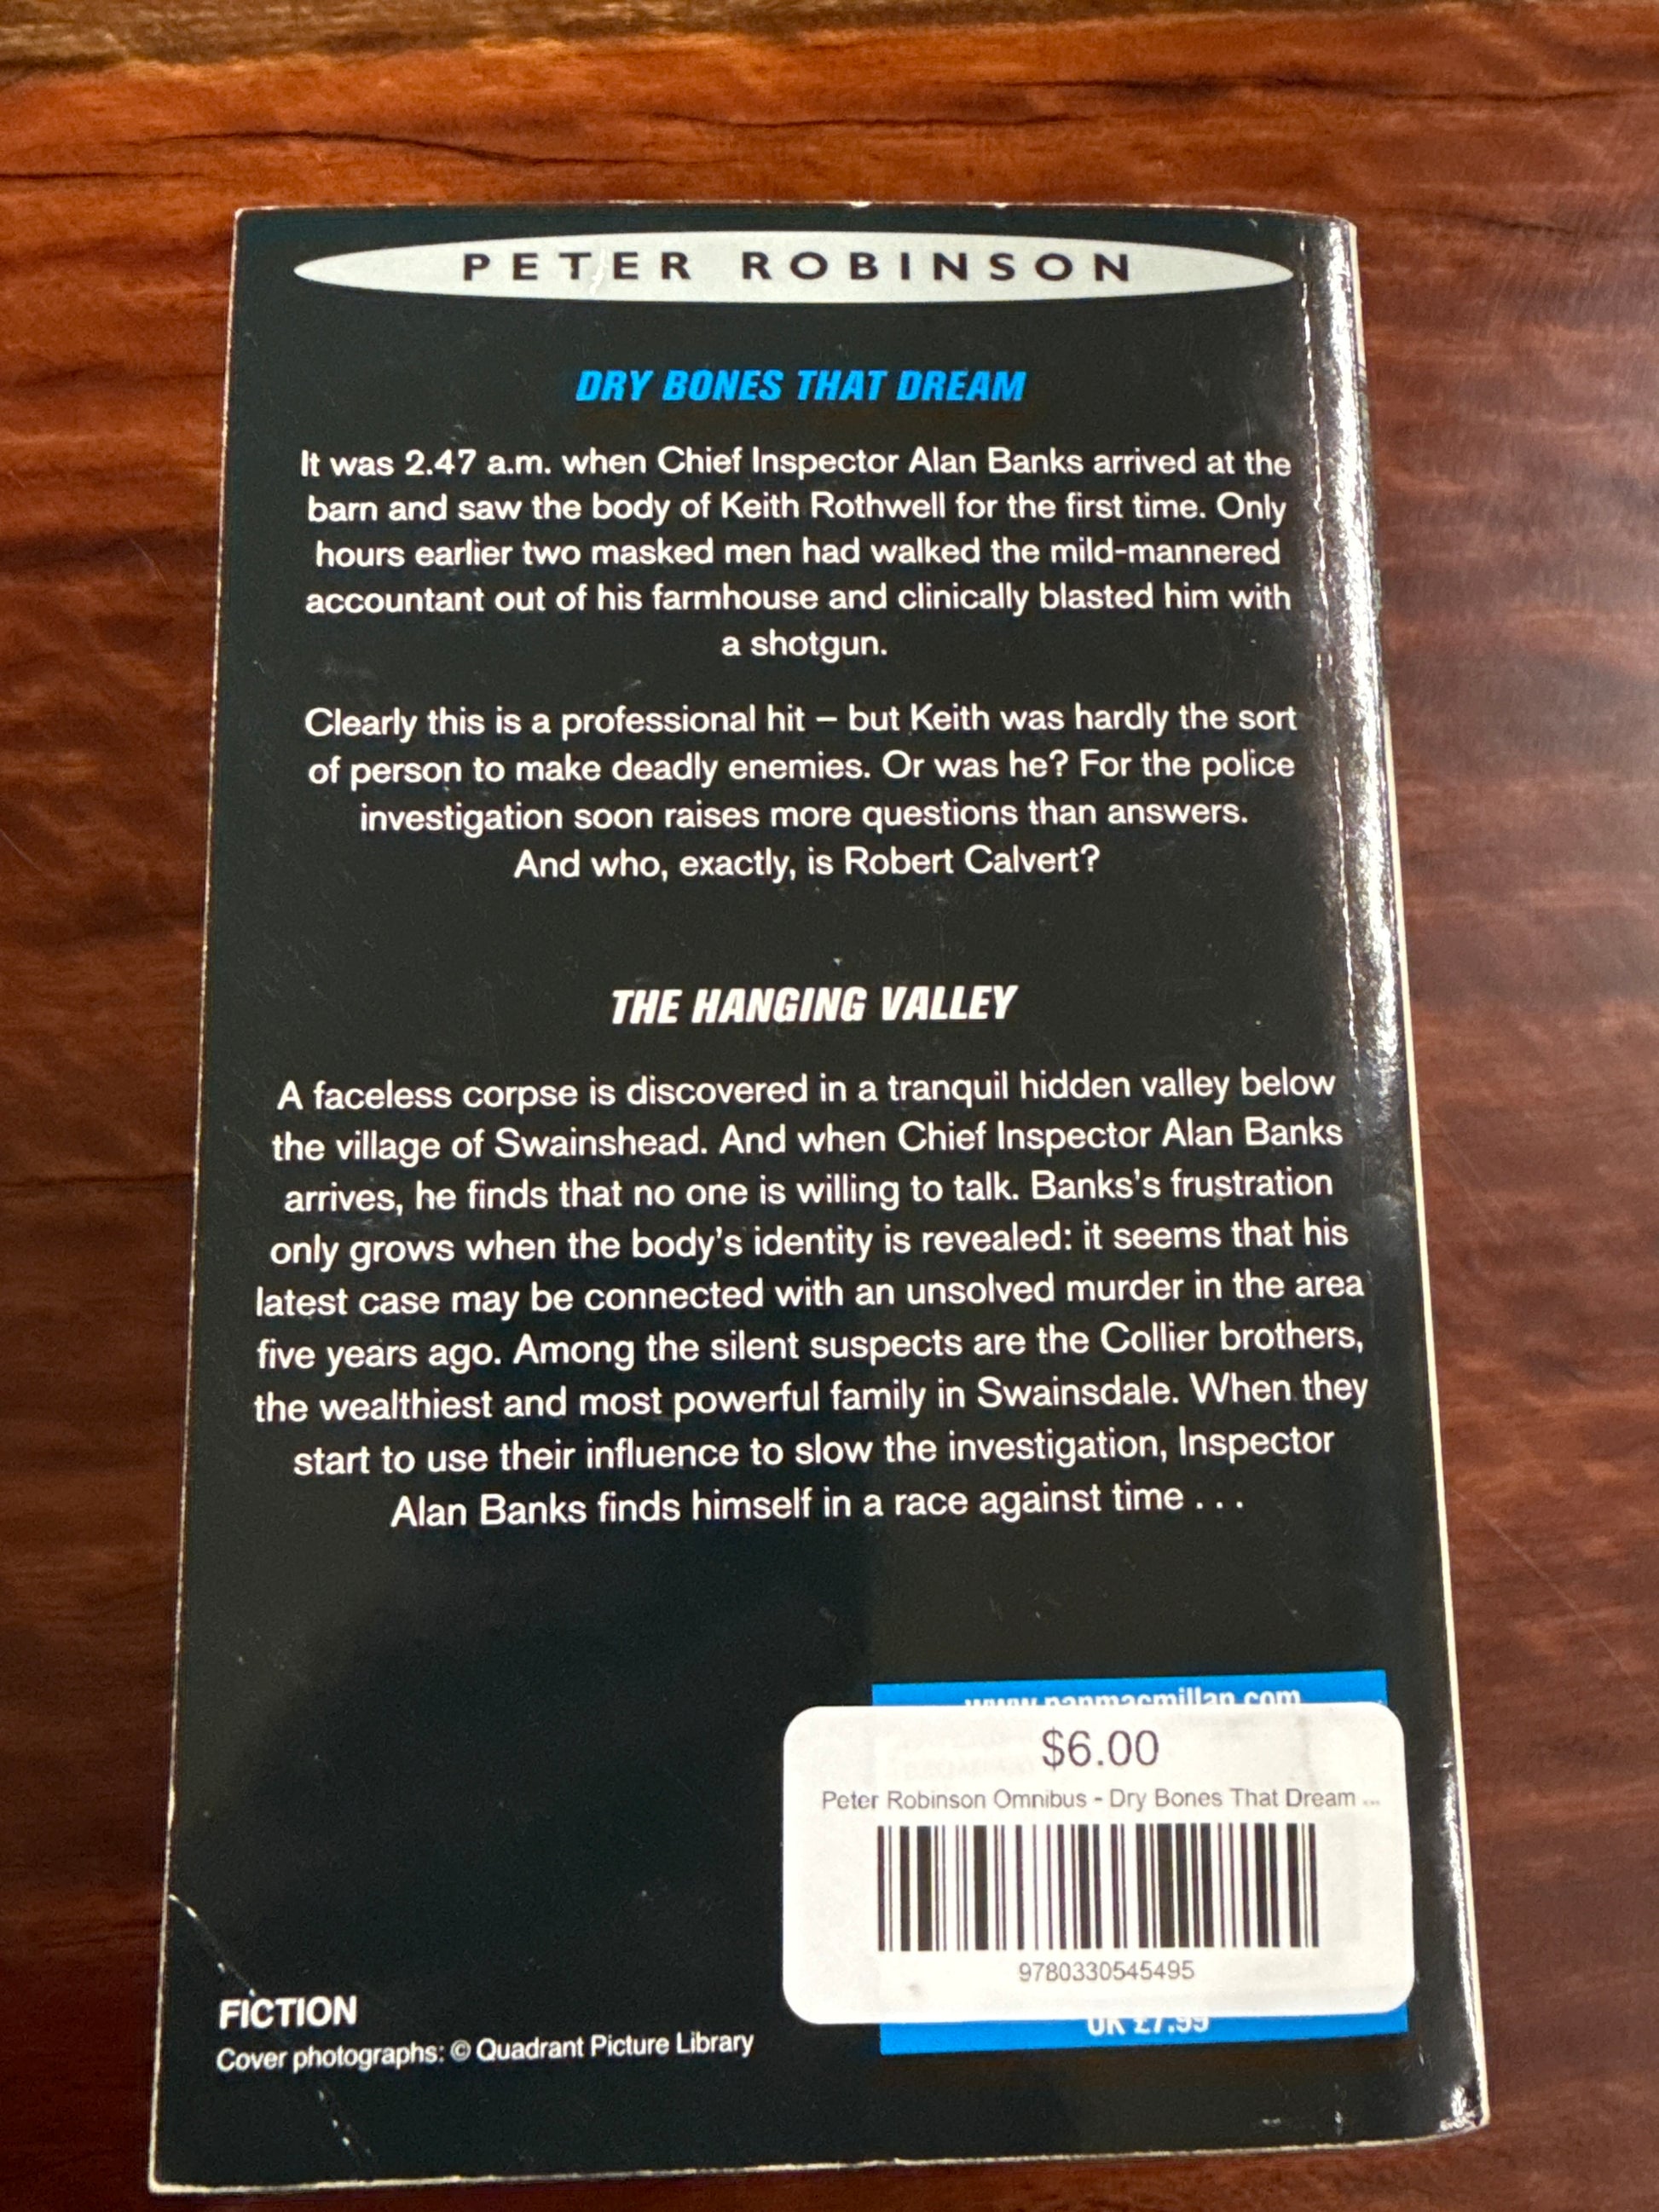 PETER ROBINSON
DRY BONES THAT DREAM
It was 2.47 a.m. when Chief Inspector Alan Banks arrived at the
barn and saw the body of Keith Rothwell for the first time. Only
hours earlier two masked men had walked the mild-mannered
accountant out of his farmhouse and clinically blasted him with
a shotgun.
Clearly this is a professional hit – but Keith was hardly the sort
of person to make deadly enemies. Or was he? For the police
investigation soon raises more questions than answers.
And who, exactly, is Robert Calvert?
THE HANGING VALLEY
A faceless corpse is discovered in a tranquil hidden valley below
the village of Swainshead. And when Chief Inspector Alan Banks
arrives, he finds that no one is willing to talk. Banks's frustration
only grows when the body's identity is revealed: it seems that his
latest case may be connected with an unsolved murder in the area
five years ago. Among the silent suspects are the Collier brothers,
the wealthiest and most powerful family in Swainsdale. When they
start to use their influence to slow the investigation, Inspector
Alan Banks finds himself in a race against time . . .
www.panmacmillan.com
$6.00
Peter Robinson Omnibus - Dry Bones That Dream ...
9780330545495
UK £7.99
FICTION
Cover photographs: © Quadrant Picture Library